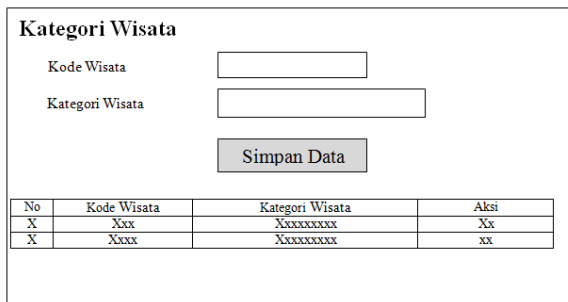 Kategori Wisata
Kode Wisata
Kategori Wisata
Simpan Data
No Kode Wisata Kategori Wisata Aksi
X Xxx Xxxxxxxxx Xx
X Xxxx Xxxxxxxxx xx